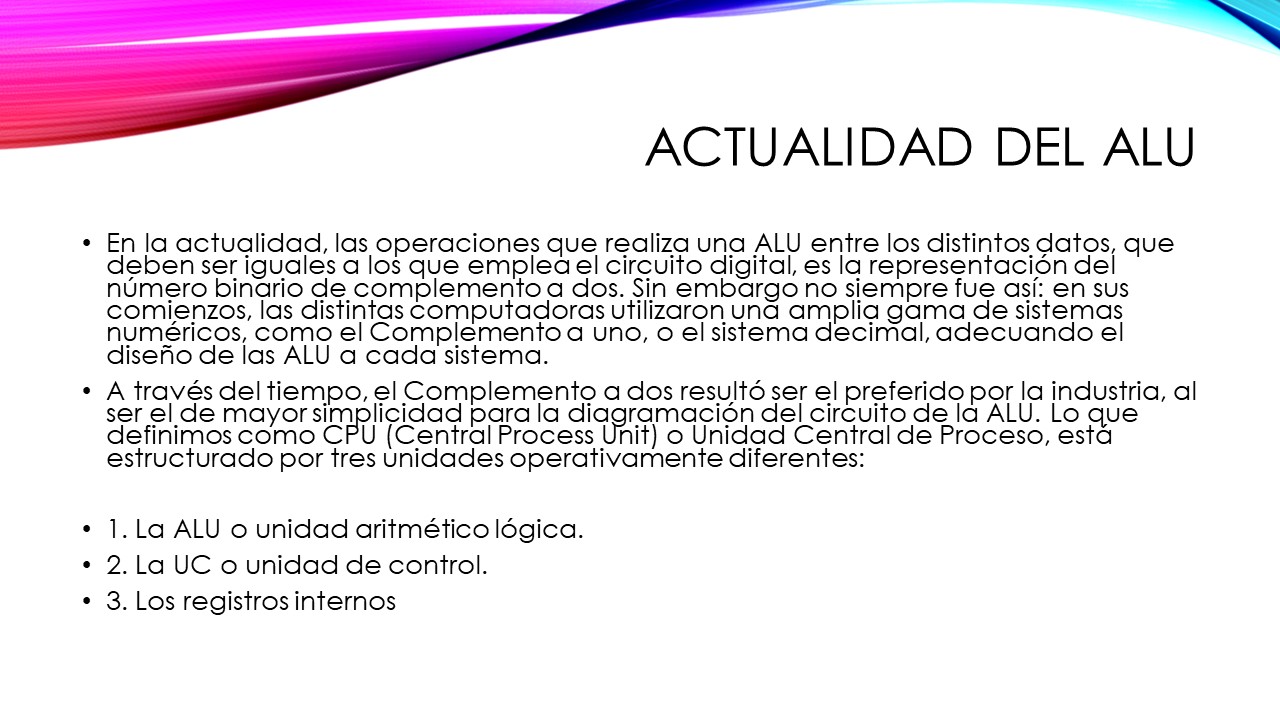 ACTUALIDAD DEL ALU
• En la actualidad, las operaciones que realiza una ALU entre los distintos datos, que
deben ser iguales a los que emplea el circuito digital, es la representación del
número binario de complemento a dos. Sin embargo no siempre fue así: en sus
comienzos, las distintas computadoras utilizaron una amplia gama de sistemas
numéricos, como el Complemento a uno, o el sistema decimal, adecuando el
diseño de las ALU a cada sistema.
• A través del tiempo, el Complemento a dos resultó ser el preferido por la industria, al
ser el de mayor simplicidad para la diagramación del circuito de la ALU. Lo que
definimos como CPU (Central Process Unit) o Unidad Central de Proceso, está
estructurado por tres unidades operativamente diferentes:
• 1. La ALU o unidad aritmético lógica.
• 2. La UC o unidad de control.
• 3. Los registros internos